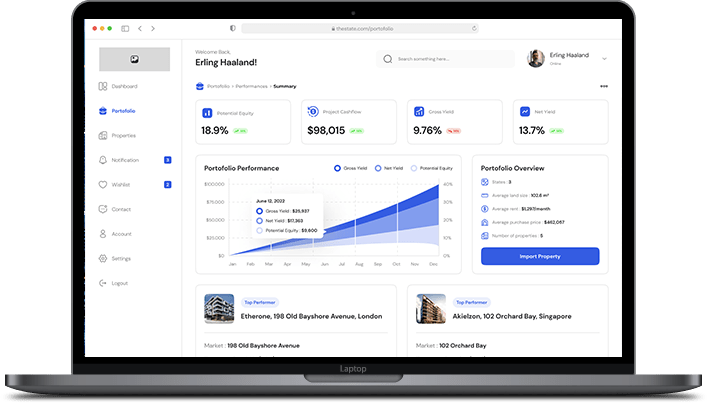 thestate.com/portofolio
Welcome Back,
Erling Haaland!
Search something here ...
Erling Haaland
Online
Dashboard
Portofolio
Properties
Notification
Wishlist
2
Contact
Account
Settings
Logout
Portofolio > Performances > Summary
Potential Equity
18.9%
Project Cashflow
$98,015
Gross Yield
9.76%
Net Yield
13.7%
Portofolio Performance
Gross Yield
Net Yield
Potential Equity
$100,000
$75,000
$50,000
$25,000
$0
40%
30%
20%
10%
0%
June 12, 2022
Gross Yield : $25,937
Net Yield : $17,363
Potential Equity : $9,600
Jan Feb Mar Apr May Jun Jul Aug Sep Oct Nov Dec
Portofolio Overview
States : 3
Average land size : 102.6 m²
Average rent : $1,297/month
Average purchase price : $462,067
Number of properties : 5
Import Property
Top Performer
Etherone, 198 Old Bayshore Avenue, London
Market : 198 Old Bayshore Avenue
Top Performer
Akielzon, 102 Orchard Bay, Singapore
Market : 102 Orchard Bay
Laptop